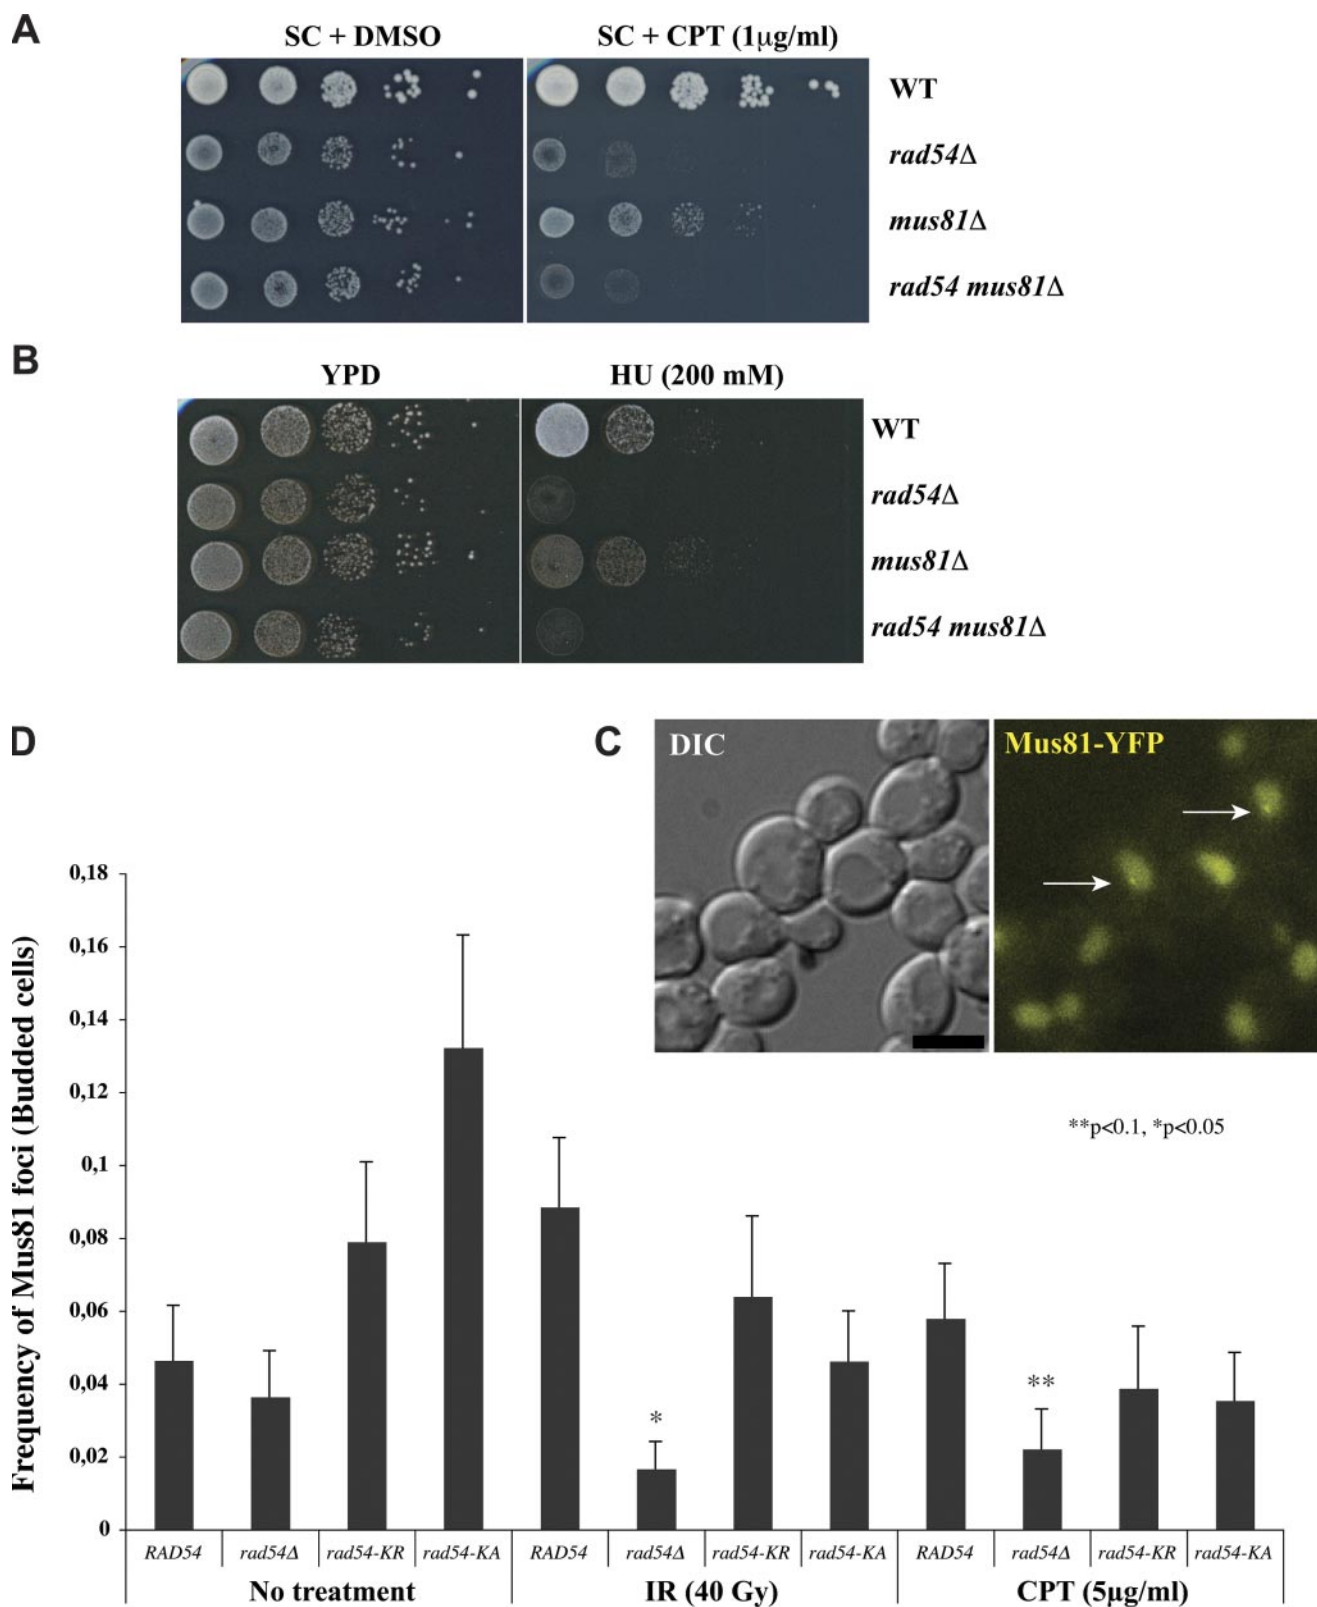 A
SC + DMSO
SC + CPT (1µg/ml)
WT
rad54Δ
mus81Δ
rad54 mus81Δ
B
YPD
HU (200 mM)
WT
rad54Δ
mus81Δ
rad54 mus81Δ
D
C
DIC
Mus81-YFP
**p<0.1, *p<0.05
Frequency of Mus81 foci (Budded cells)
0,18
0,16
0,14
0,12
0,1
0,08
0,06
0,04
0,02
0
*
**
RAD54 rad54Δ rad54-KR rad54-KA RAD54 rad54Δ rad54-KR rad54-KA RAD54 rad54Δ rad54-KR rad54-KA
No treatment IR (40 Gy) CPT (5µg/ml)